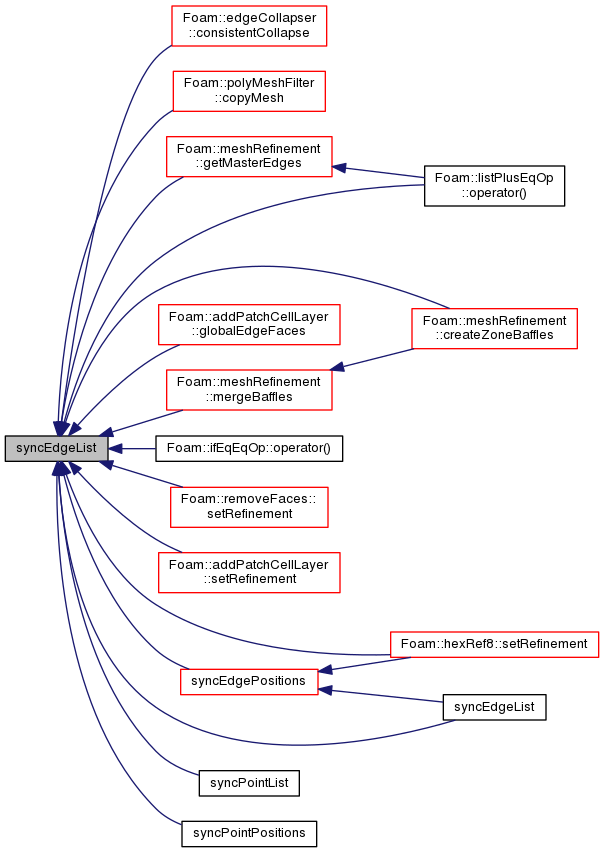 Foam::edgeCollapser
::consistentCollapse
Foam::polyMeshFilter
::copyMesh
Foam::meshRefinement
::getMasterEdges
Foam::listPlusEqOp
::operator()
Foam::addPatchCellLayer
::globalEdgeFaces
Foam::meshRefinement
::createZoneBaffles
Foam::meshRefinement
::mergeBaffles
syncEdgeList
Foam::ifEqEqOp::operator()
Foam::removeFaces::
setRefinement
Foam::addPatchCellLayer
::setRefinement
Foam::hexRef8::setRefinement
syncEdgePositions
syncEdgeList
syncPointList
syncPointPositions